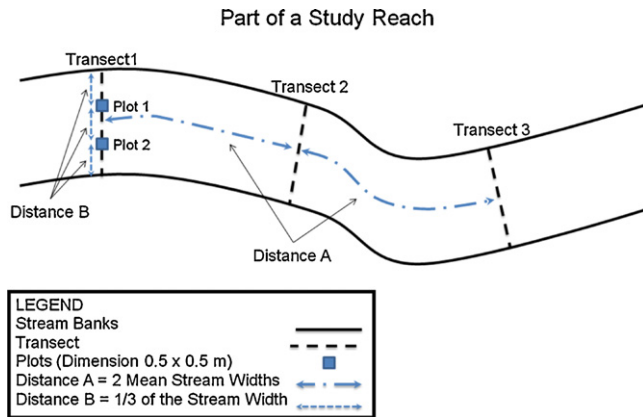 Part of a Study Reach
Transect1
Transect 2
Transect 3
Plot 1
Plot 2
Distance B
Distance A
LEGEND
Stream Banks
Transect
Plots (Dimension 0.5 x 0.5 m)
Distance A = 2 Mean Stream Widths
Distance B = 1/3 of the Stream Width